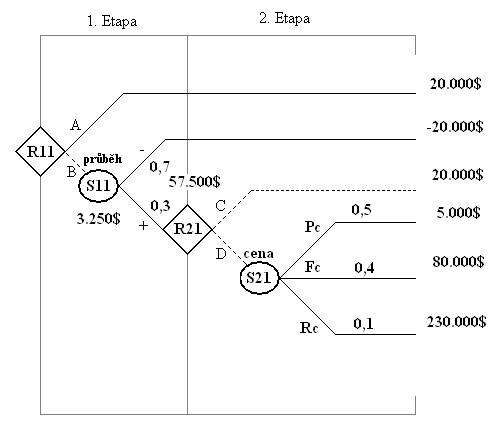 1. Etapa
2. Etapa
20.000$
A
R11
průběh
-
-20.000$
B
S11
0,7
57.500$
20.000$
3.250$
0,3
C
0,5
5.000$
+
R21
Pc
D
cena
S21
Fc
0,4
80.000$
Rc
0,1
230.000$